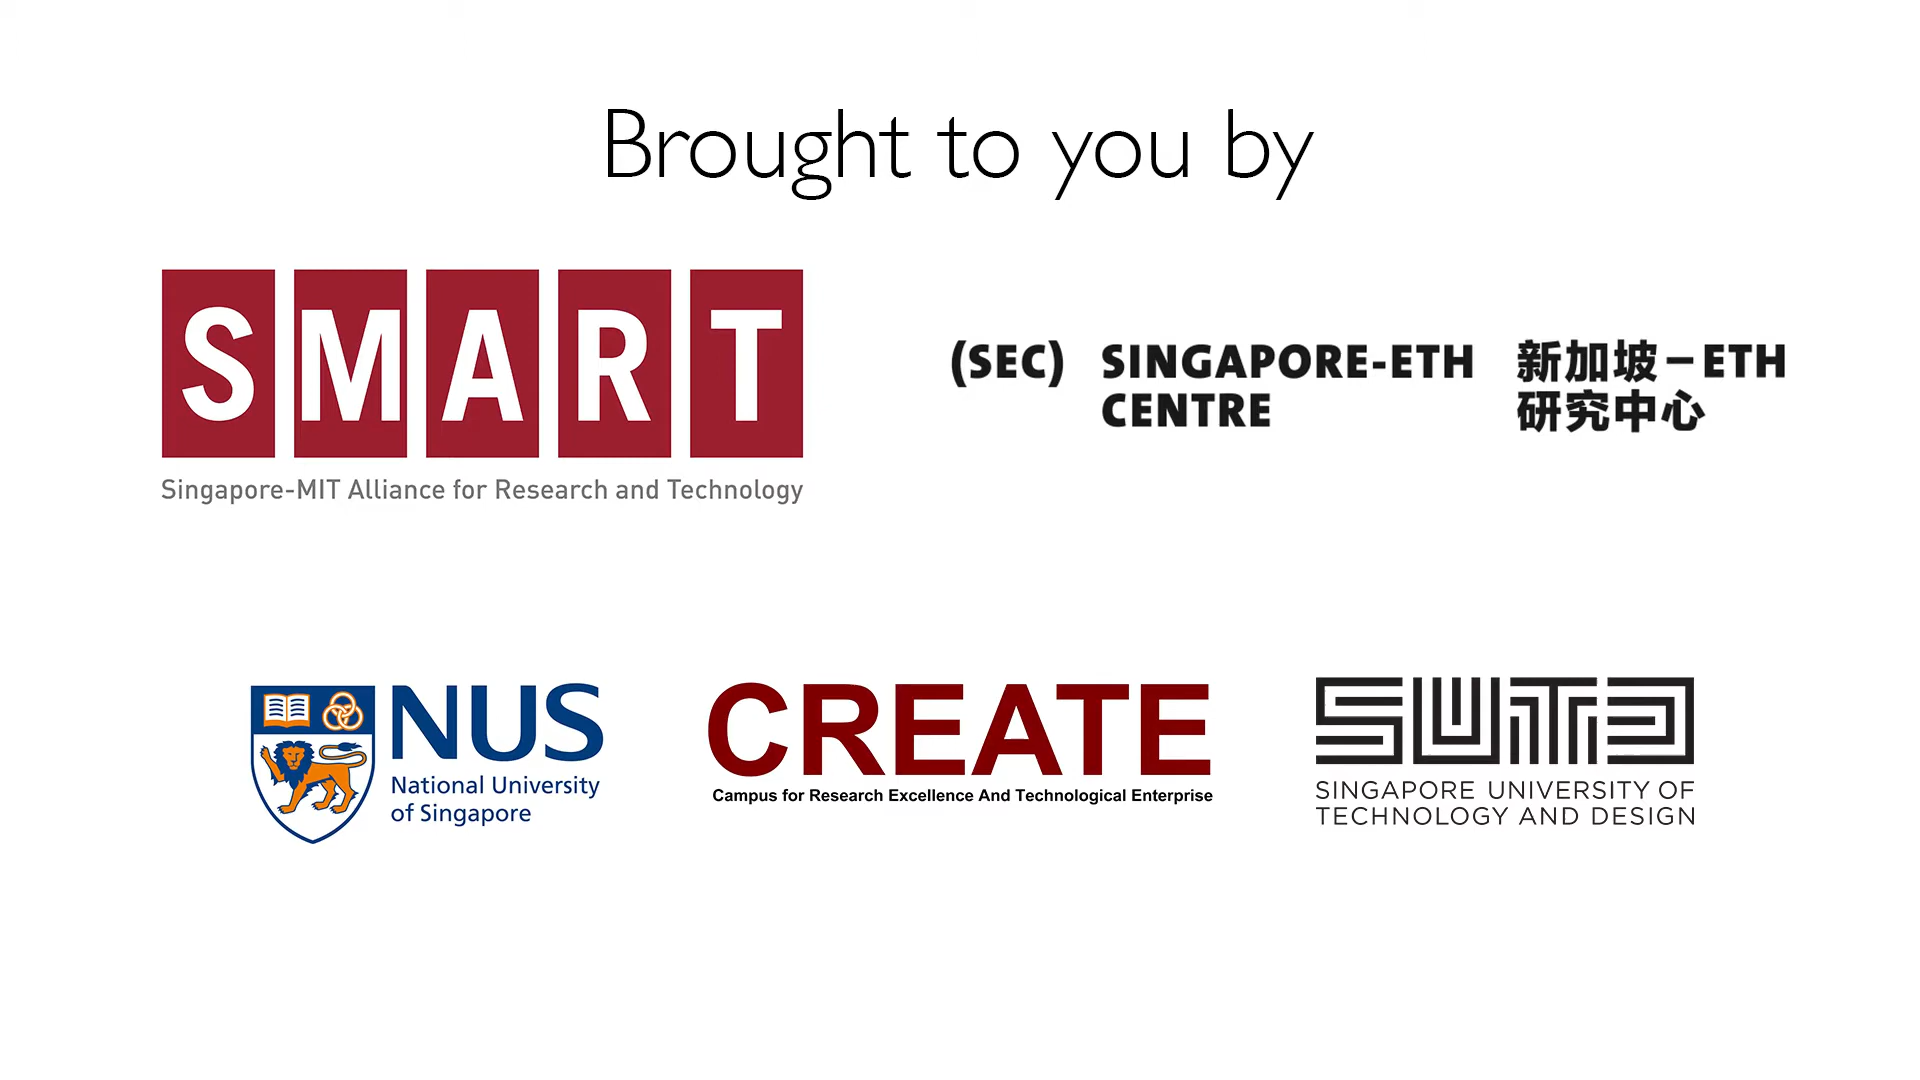 Brought to you by
SMART
Singapore-MIT Alliance for Research and Technology
(SEC) SINGAPORE-ETH
CENTRE
新加坡－ETH
研究中心
NUS
National University
of Singapore
CREATE
Campus for Research Excellence And Technological Enterprise
SUTD
SINGAPORE UNIVERSITY OF
TECHNOLOGY AND DESIGN